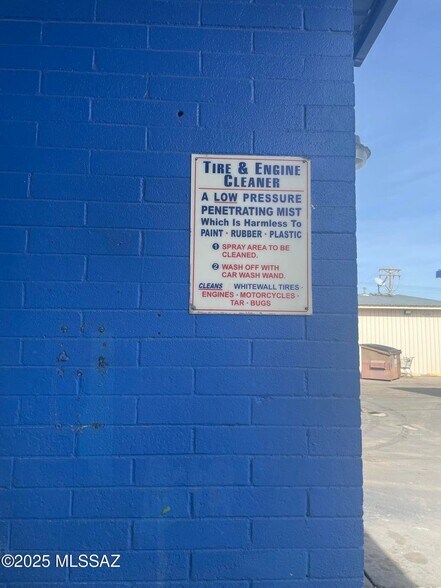 TIRE & ENGINE
CLEANER
A LOW PRESSURE
PENETRATING MIST
Which Is Harmless To
PAINT · RUBBER · PLASTIC
1 SPRAY AREA TO BE
CLEANED.
2 WASH OFF WITH
CAR WASH WAND.
CLEANS WHITEWALL TIRES
ENGINES · MOTORCYCLES
TAR · BUGS
© 2025 MLSSAZ